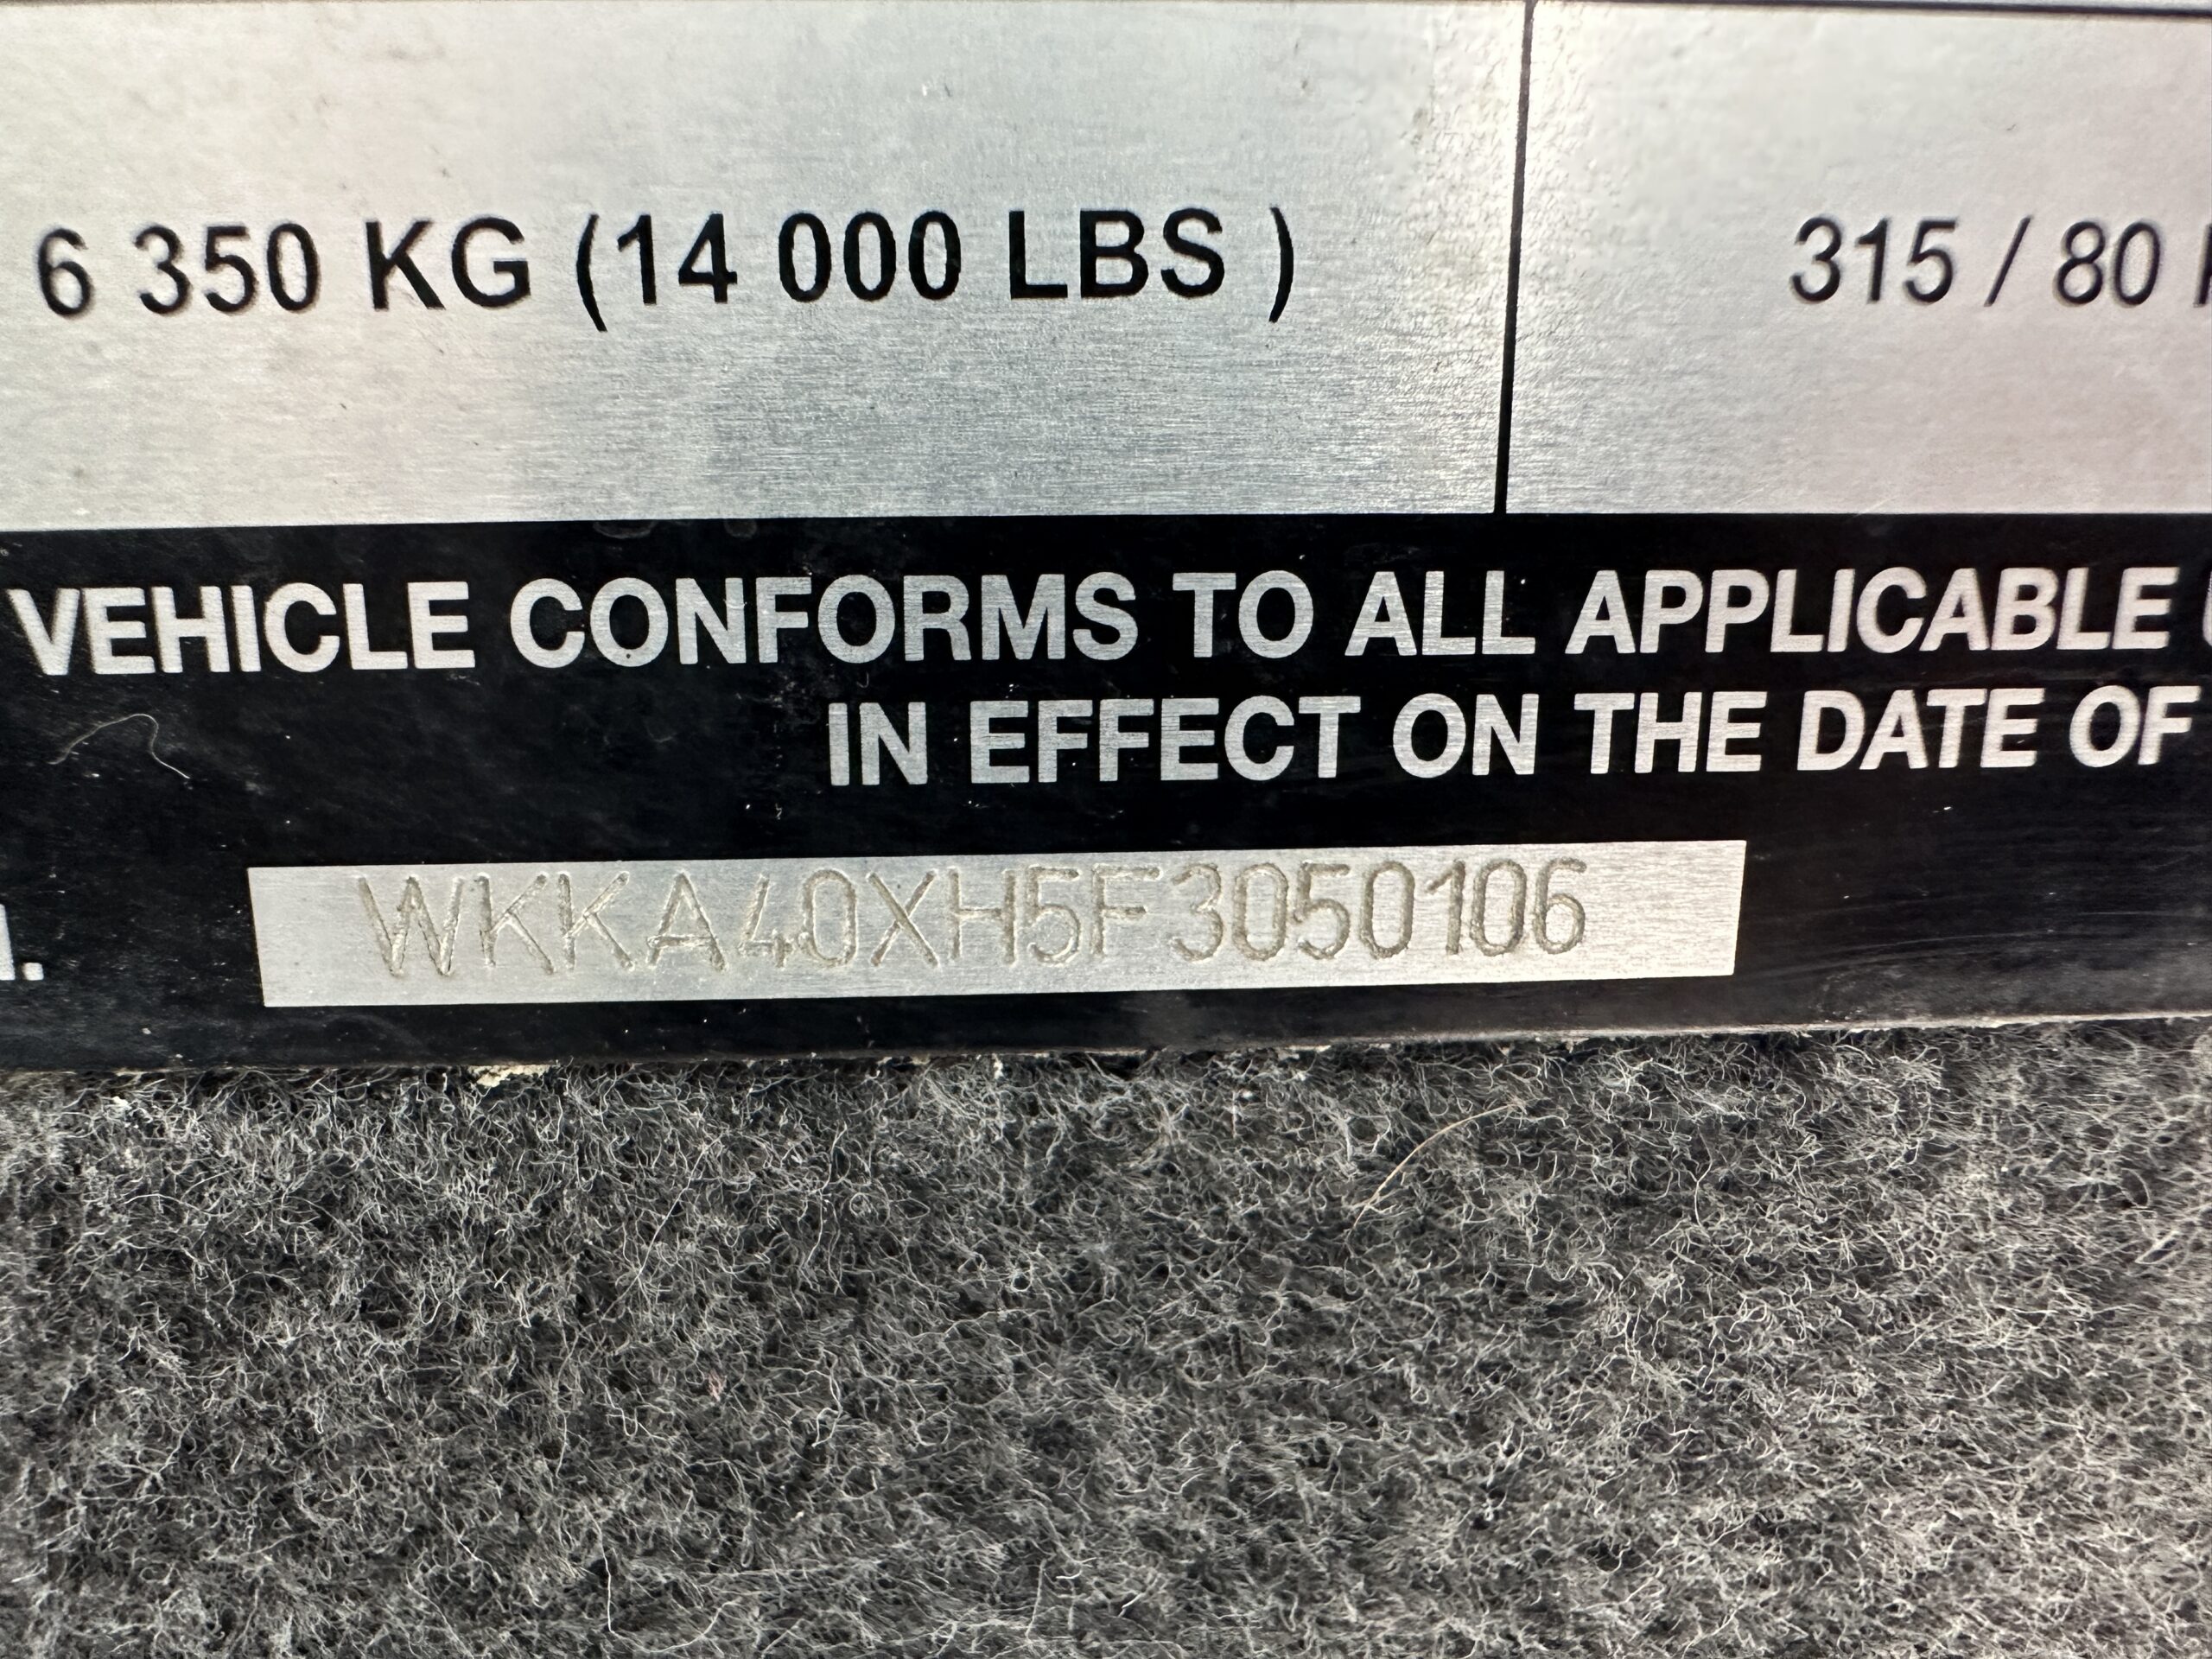 6 350 KG (14 000 LBS )
315 / 80
VEHICLE CONFORMS TO ALL APPLICABLE
IN EFFECT ON THE DATE OF
WKKA40XH5F3050106